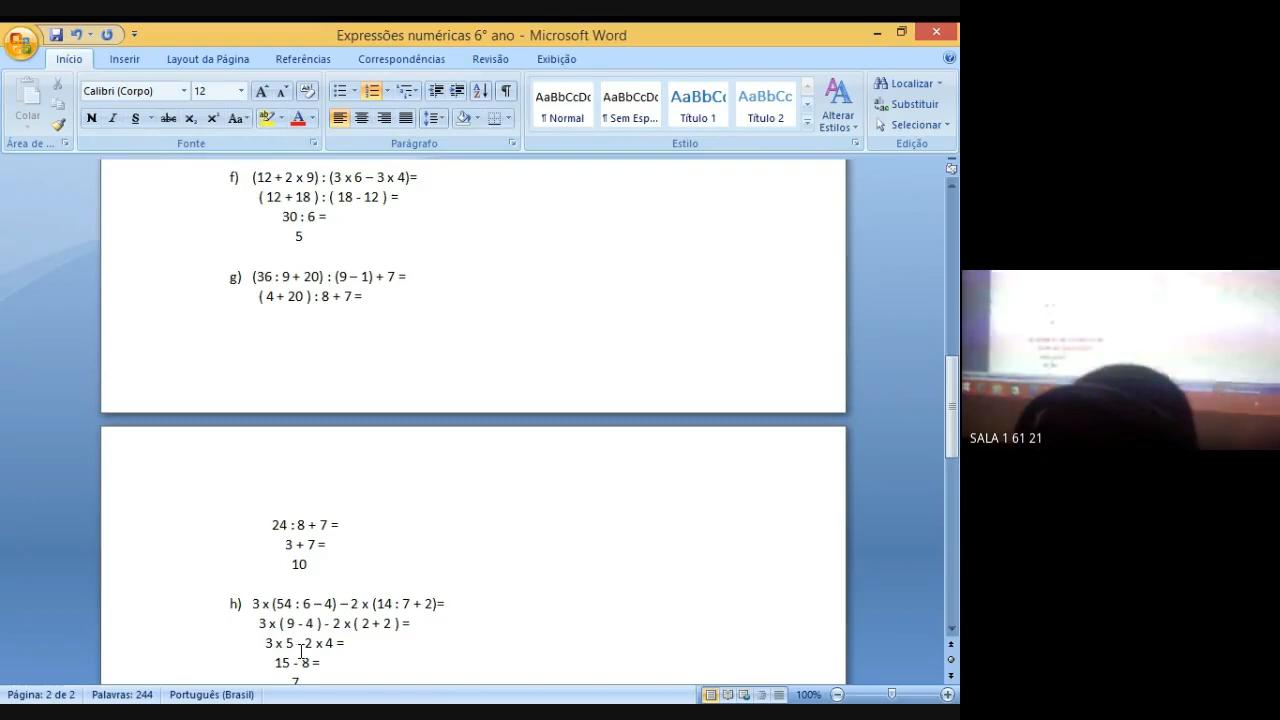 Expressões numéricas 6° ano - Microsoft Word
Início Inserir Layout da Página Referências Correspondências Revisão Exibição
Colar
Calibri (Corpo) 12
AaBbCcDc AaBbCcDc AaBbC AaBbCc
¶ Normal ¶ Sem Esp... Título 1 Título 2
Alterar Estilos
Localizar
Substituir
Selecionar
Área de ... Fonte Parágrafo Estilo Edição
f) (12 + 2 x 9) : (3 x 6 – 3 x 4)=
( 12 + 18 ) : ( 18 - 12 ) =
30 : 6 =
5
g) (36 : 9 + 20) : (9 – 1) + 7 =
( 4 + 20 ) : 8 + 7 =
24 : 8 + 7 =
3 + 7 =
10
h) 3 x (54 : 6 – 4) – 2 x (14 : 7 + 2)=
3 x ( 9 - 4 ) - 2 x ( 2 + 2 ) =
3 x 5 - 2 x 4 =
15 - 8 =
7
Página: 2 de 2 Palavras: 244 Português (Brasil) 100%
SALA 1 61 21